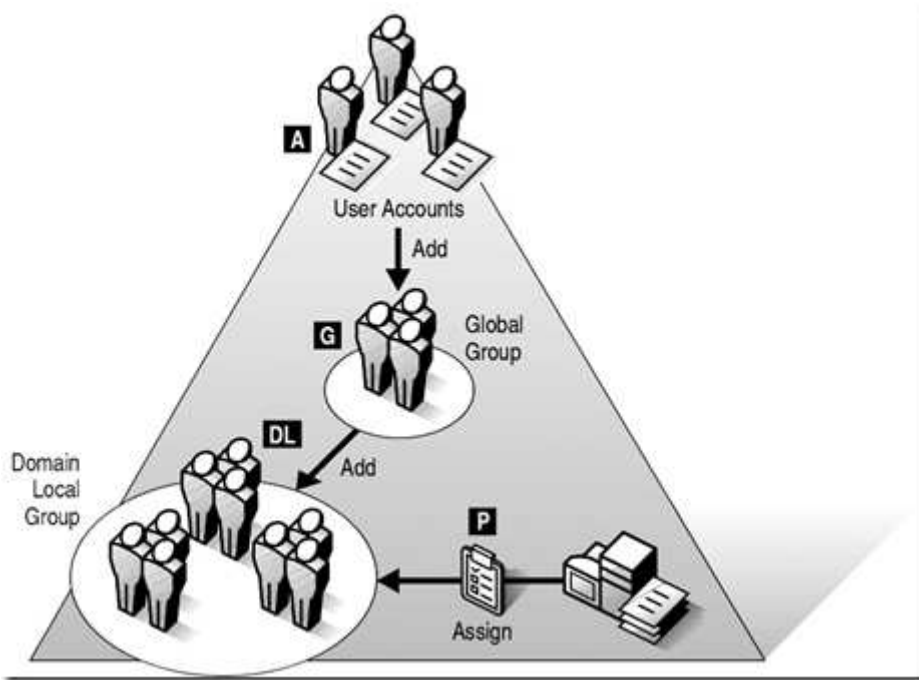 A
User Accounts
Add
G
Global
Group
DL
Add
Domain
Local
Group
P
Assign